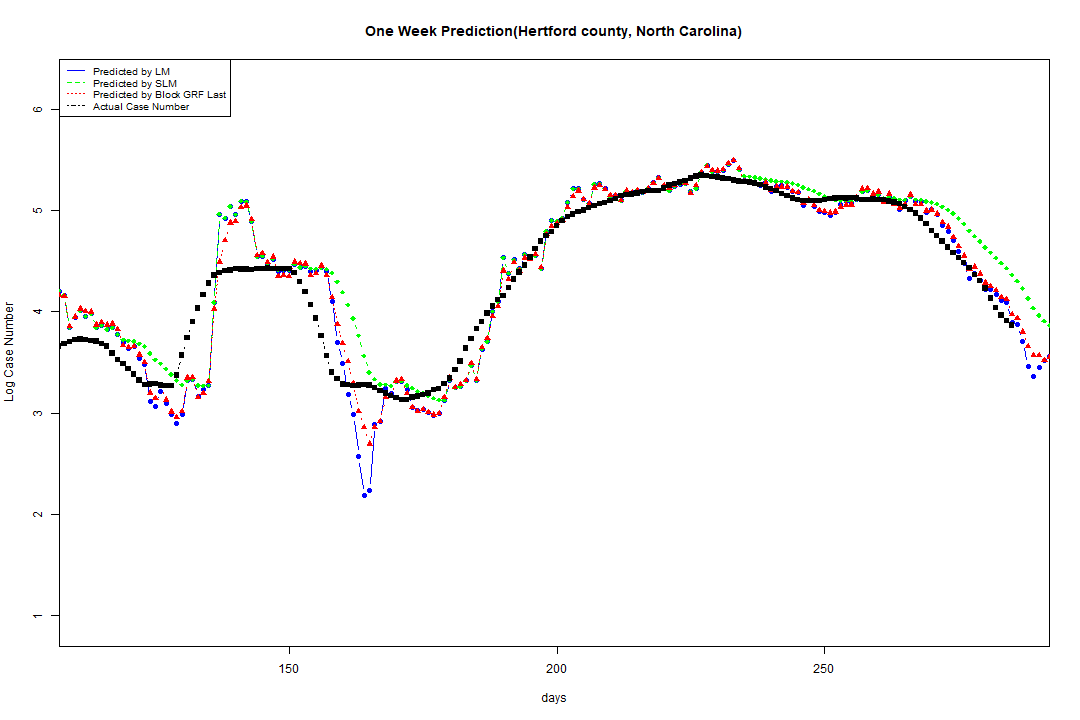 One Week Prediction(Hertford county, North Carolina)
Predicted by LM
Predicted by SLM
Predicted by Block GRF Last
Actual Case Number
6
5
4
3
2
1
Log Case Number
150
200
250
days